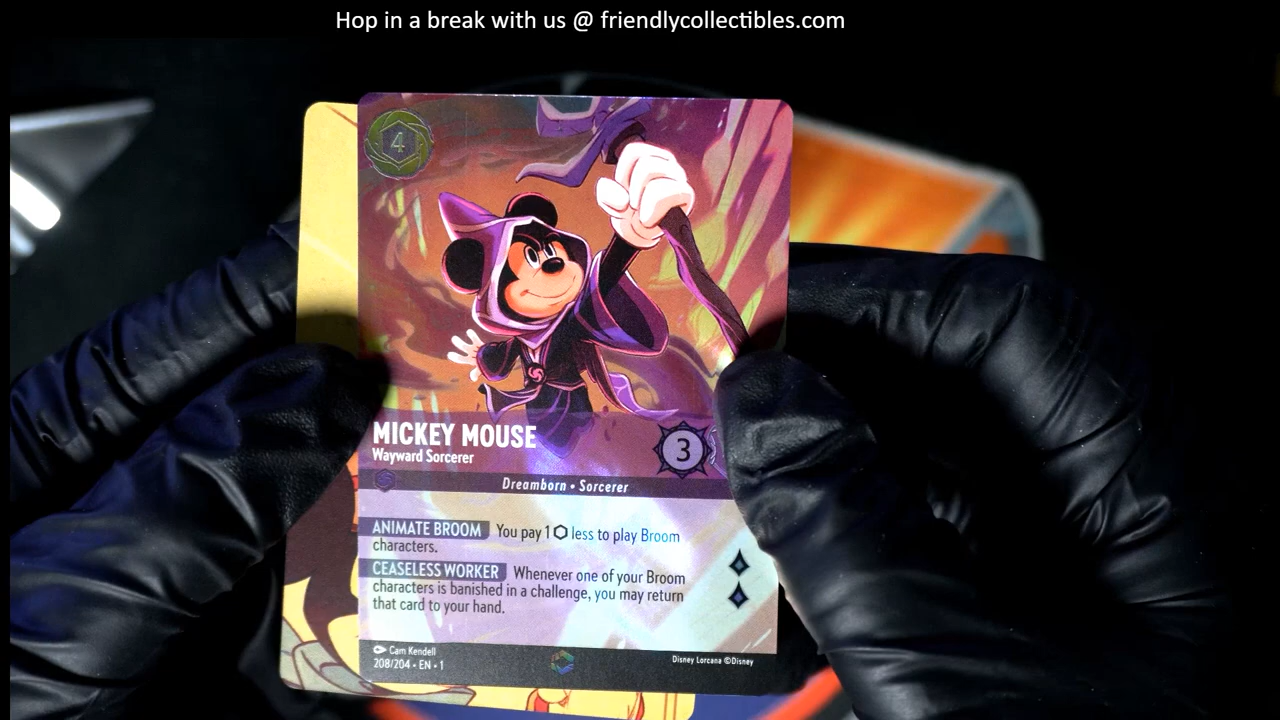 Hop in a break with us @ friendlycollectibles.com
4
MICKEY MOUSE
Wayward Sorcerer
3
Dreamborn • Sorcerer
ANIMATE BROOM You pay 1 ⬡ less to play Broom
characters.
CEASELESS WORKER Whenever one of your Broom
characters is banished in a challenge, you may return
that card to your hand.
Cam Kendell
208/204 • EN • 1
Disney Lorcana ©Disney